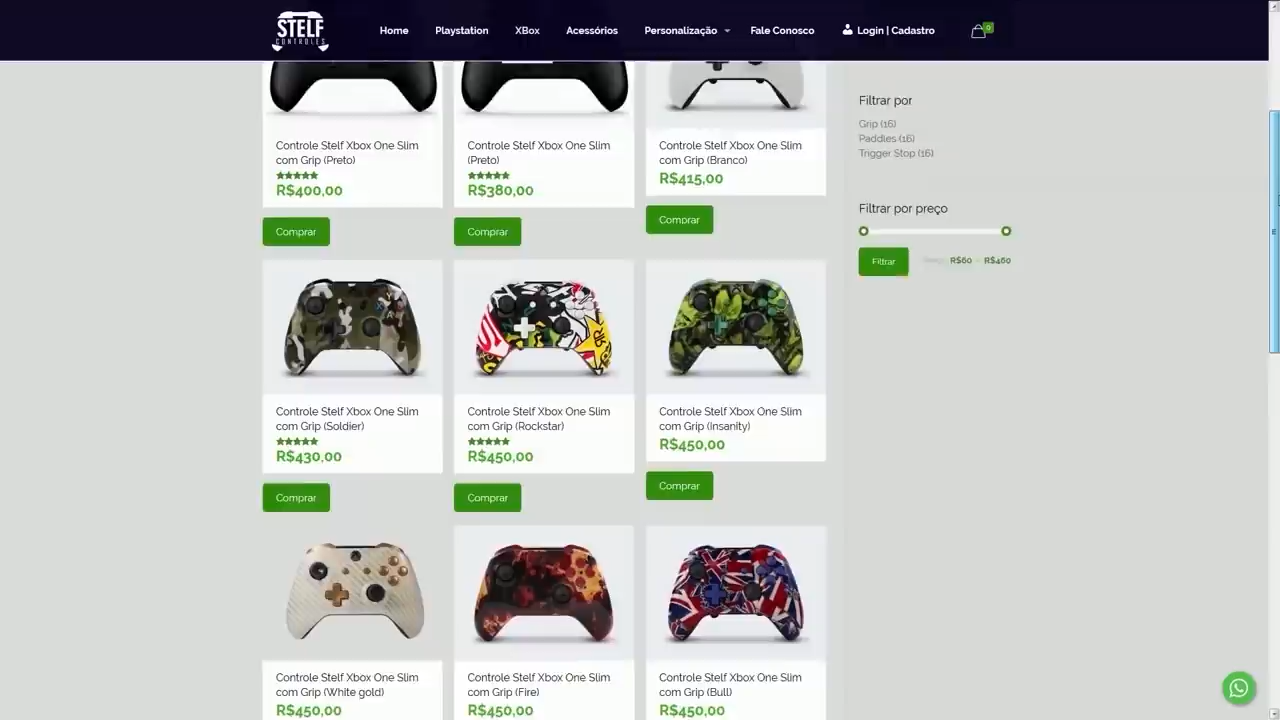 STELF
CONTROLES
Home
Playstation
XBox
Acessórios
Personalização
Fale Conosco
Login | Cadastro
0
Controle Stelf Xbox One Slim
com Grip (Preto)
R$400,00
Comprar
Controle Stelf Xbox One Slim
(Preto)
R$380,00
Comprar
Controle Stelf Xbox One Slim
com Grip (Branco)
R$415,00
Comprar
Filtrar por
Grip (16)
Paddles (16)
Trigger Stop (16)
Filtrar por preço
Filtrar
R$60 - R$460
Controle Stelf Xbox One Slim
com Grip (Soldier)
R$430,00
Comprar
Controle Stelf Xbox One Slim
com Grip (Rockstar)
R$450,00
Comprar
Controle Stelf Xbox One Slim
com Grip (Insanity)
R$450,00
Comprar
Controle Stelf Xbox One Slim
com Grip (White gold)
R$450,00
Controle Stelf Xbox One Slim
com Grip (Fire)
R$450,00
Controle Stelf Xbox One Slim
com Grip (Bull)
R$450,00